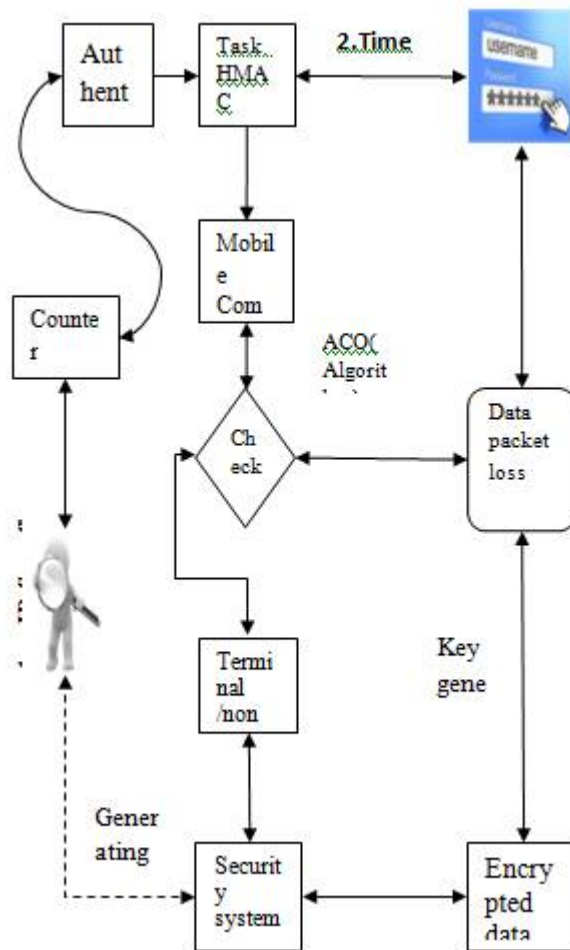 Aut
hent
Task
HMA
C
2.Time
username
Password
******
Mobil
e
Com
Counte
r
ACO(
Algorit
Ch
eck
Data
packet
loss
Termi
nal
/non
Key
gene
Gener
ating
Securit
y
system
Encry
pted
data